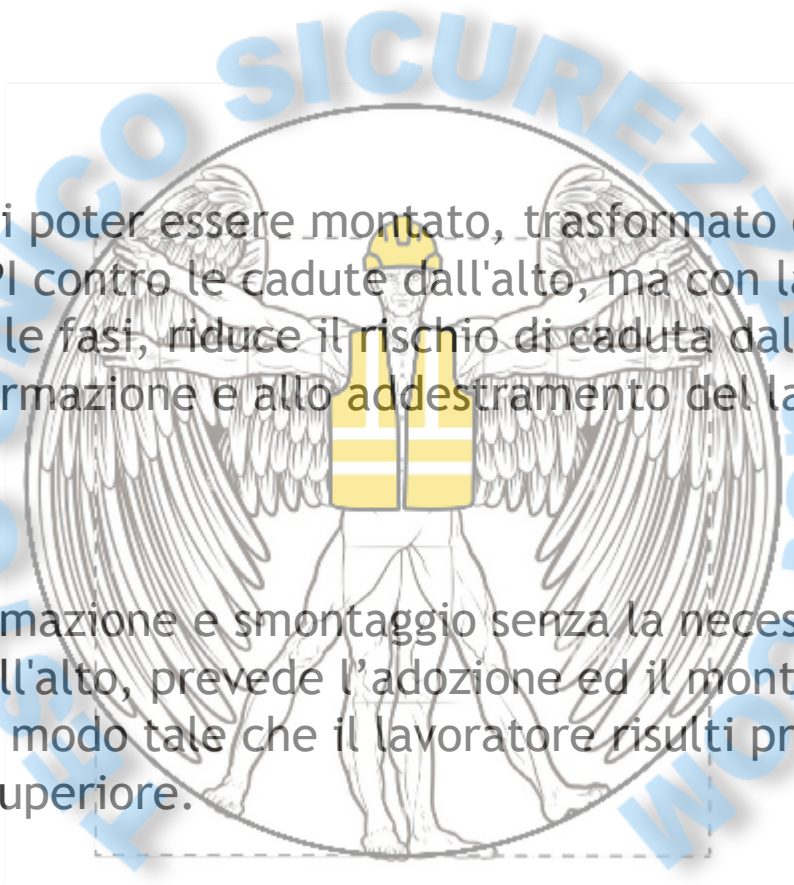 SICUREZZA
i poter essere montato, trasformato
PI contro le cadute dall'alto, ma con la
le fasi, riduce il rischio di caduta dal
rmazione e allo addestramento del la
mazione e smontaggio senza la neces
ll'alto, prevede l’adozione ed il mont
modo tale che il lavoratore risulti pr
uperiore.